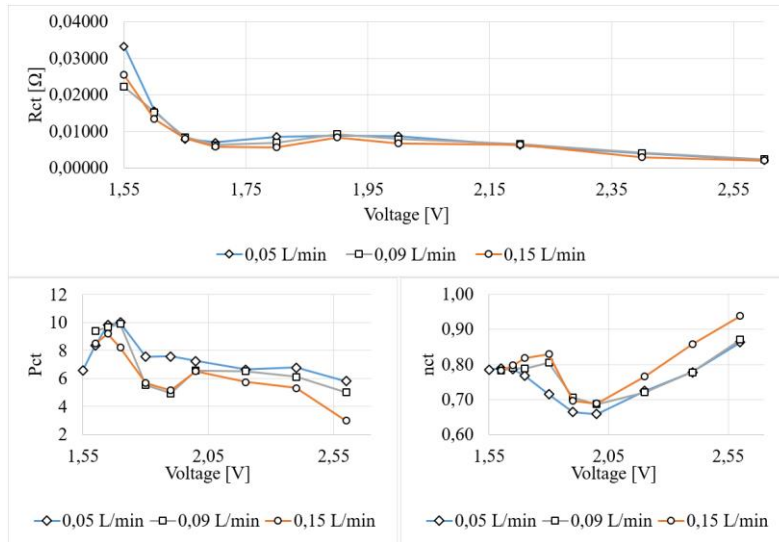 0,04000
0,03000
0,02000
0,01000
0,00000
Rct [Ω]
1,55 1,75 1,95 2,15 2,35 2,55
Voltage [V]
0,05 L/min 0,09 L/min 0,15 L/min
12
10
8
6
4
2
Pct
1,55 2,05 2,55
Voltage [V]
0,05 L/min 0,09 L/min 0,15 L/min
1,00
0,90
0,80
0,70
0,60
nct
1,55 2,05 2,55
Voltage [V]
0,05 L/min 0,09 L/min 0,15 L/min